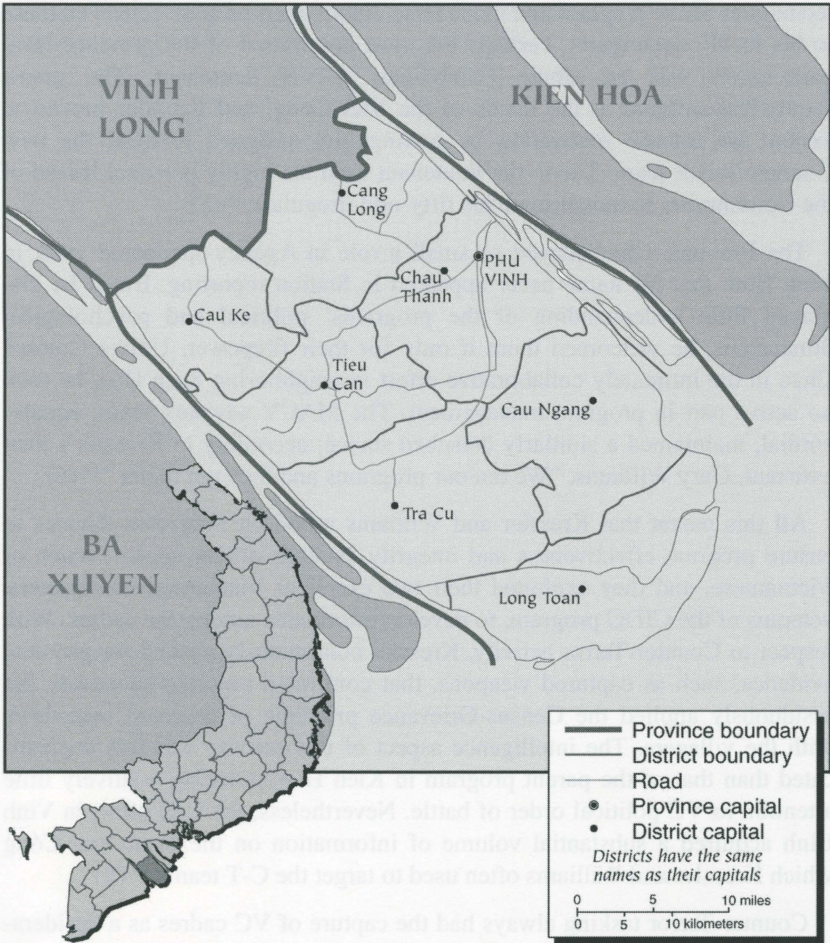 VINH
LONG
KIEN HOA
Cang
Long
PHU
VINH
Chau
Thanh
Cau Ke
Tieu
Can
Cau Ngang
Tra Cu
BA
XUYEN
Long Toan
Province boundary
District boundary
Road
Province capital
District capital
Districts have the same
names as their capitals
0 5 10 miles
5 10 kilometers